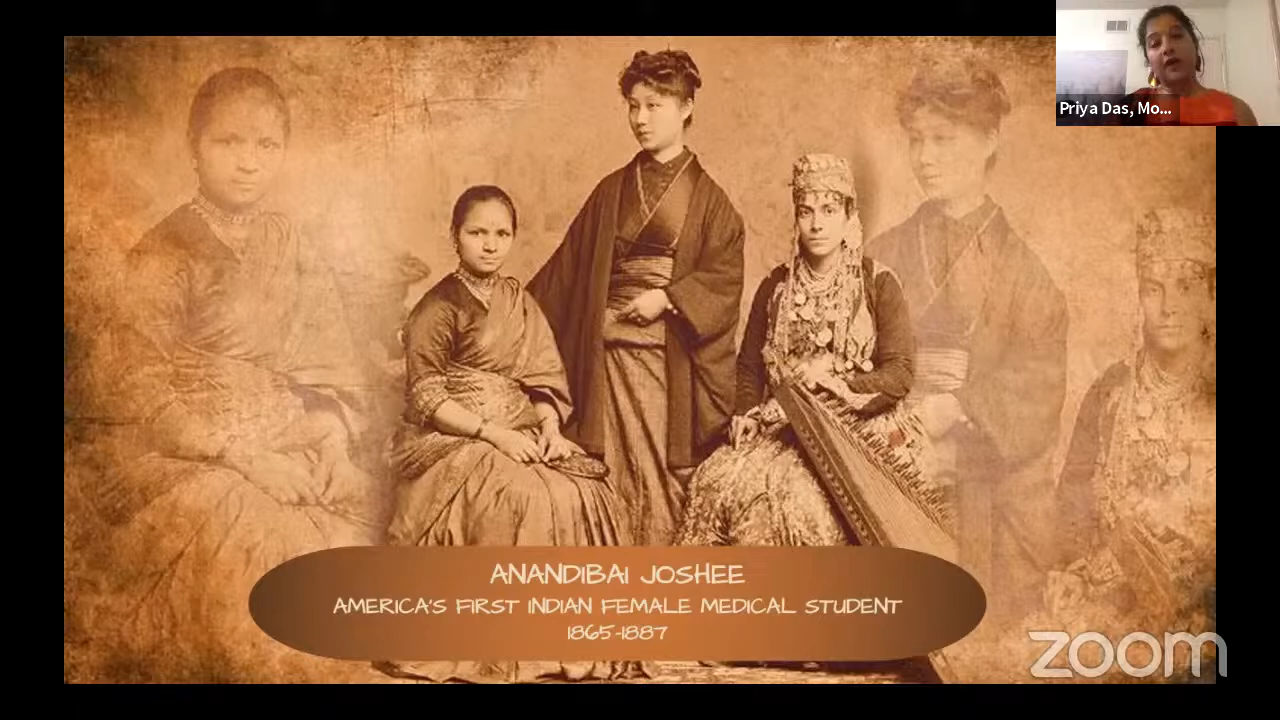 Priya Das, Mo...
ANANDIBAI JOSHEE
AMERICA'S FIRST INDIAN FEMALE MEDICAL STUDENT
1865-1887
zoom